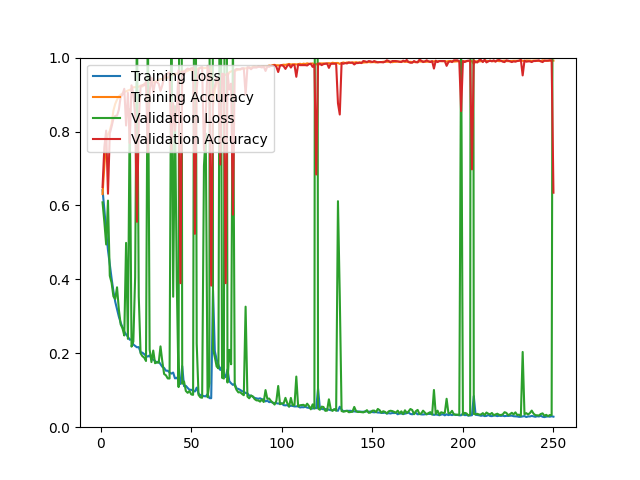 1.0
0.8
0.6
0.4
0.2
0.0
Training Loss
Training Accuracy
Validation Loss
Validation Accuracy
0 50 100 150 200 250